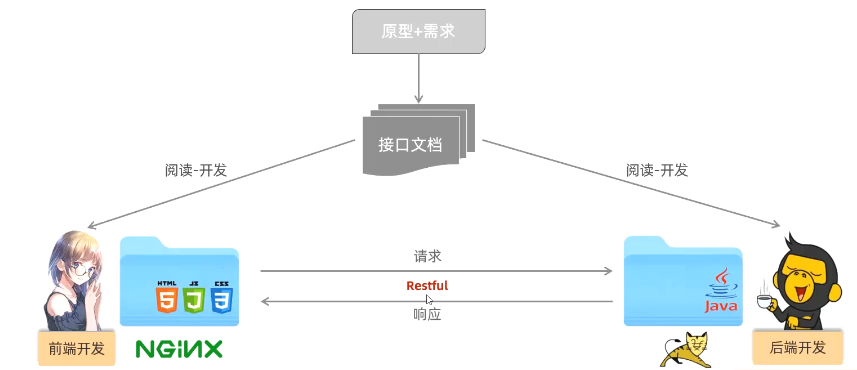 原型+需求
接口文档
阅读-开发
阅读-开发
请求
Restful
响应
HTML JS CSS
5 3
Java
前端开发
NGiNX
后端开发